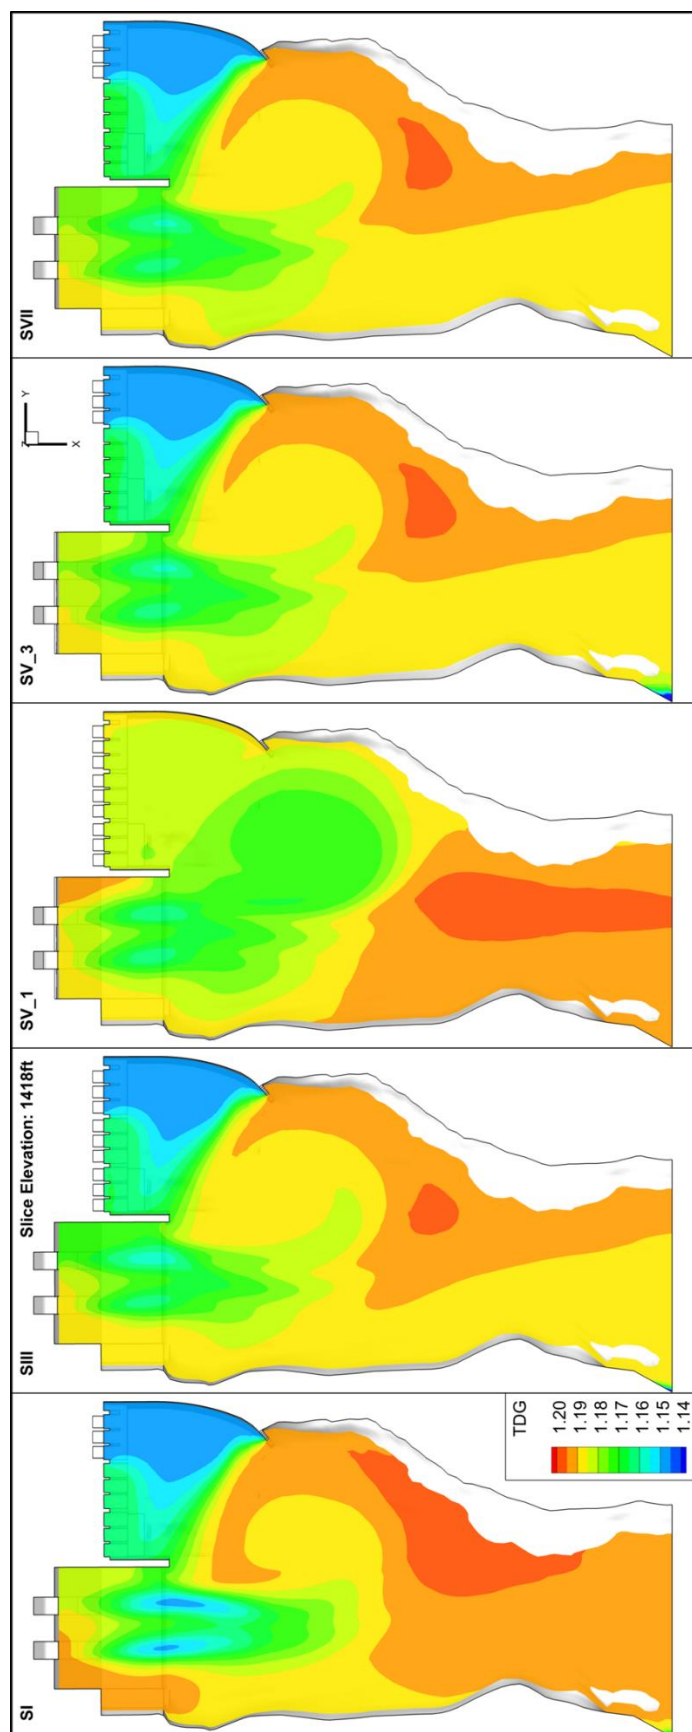 SVII
SV_3
Z
Y
X
SV_1
Slice Elevation: 1418ft
SIII
SI
TDG
1.20
1.19
1.18
1.17
1.16
1.15
1.14